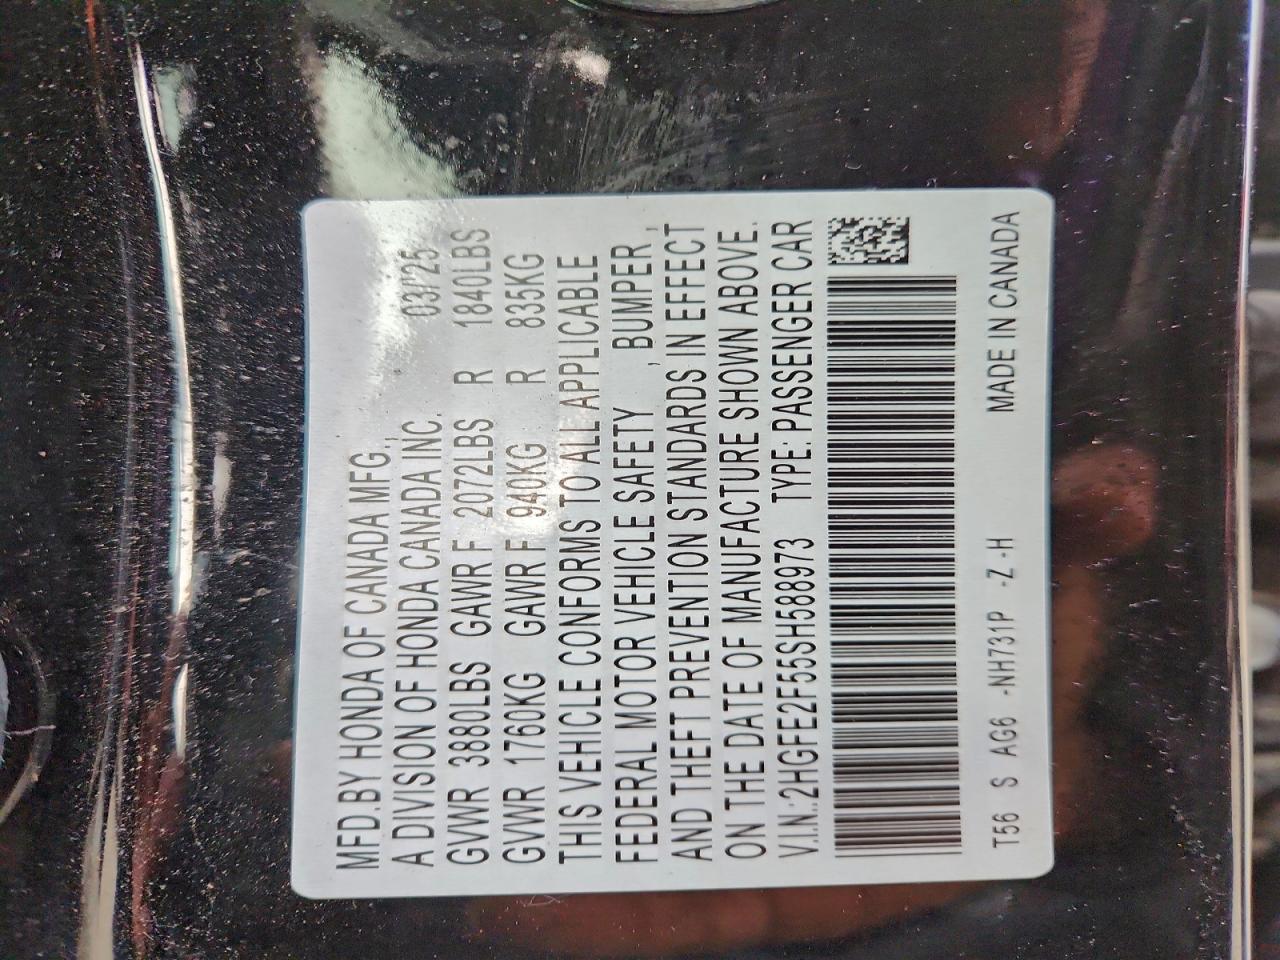 MFD.BY HONDA OF CANADA MFG.,
A DIVISION OF HONDA CANADA INC. 03/'25
GVWR 3880LBS GAWR F 2072LBS R 1840LBS
GVWR 1760KG GAWR F 940KG R 835KG
THIS VEHICLE CONFORMS TO ALL APPLICABLE
FEDERAL MOTOR VEHICLE SAFETY , BUMPER ,
AND THEFT PREVENTION STANDARDS IN EFFECT
ON THE DATE OF MANUFACTURE SHOWN ABOVE.
V.I.N.:2HGFE2F55SH588973 TYPE: PASSENGER CAR
T56 S AG6 -NH731P -Z -H MADE IN CANADA